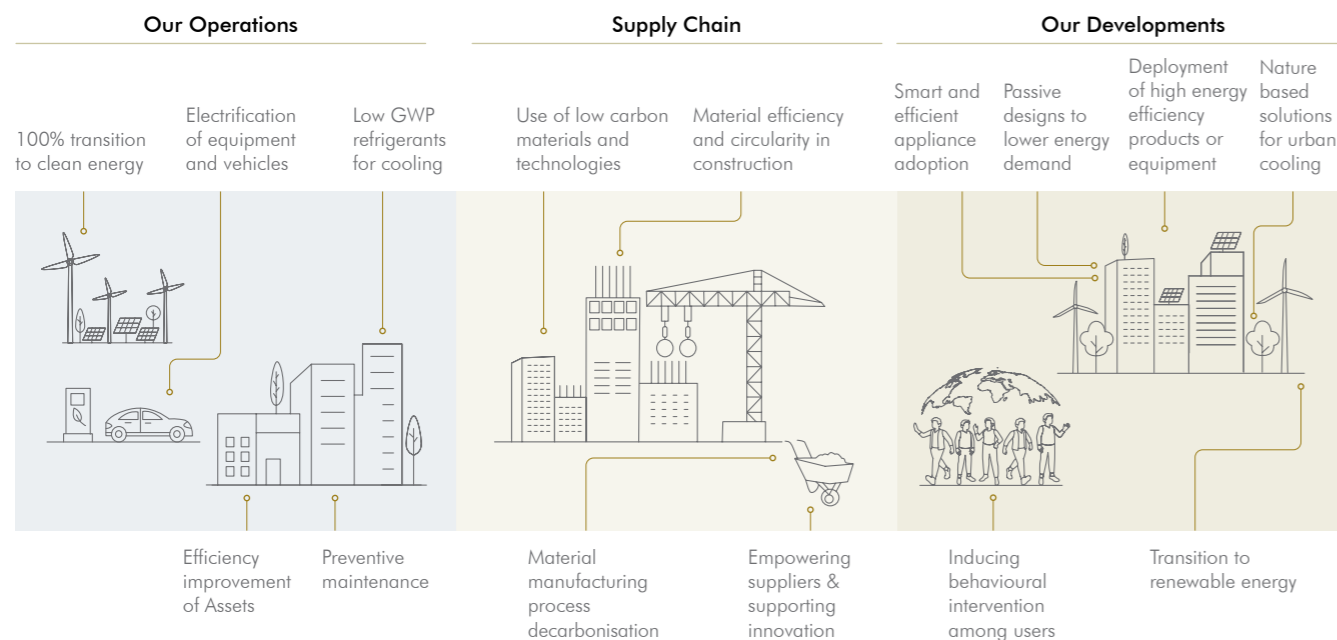 Our Operations
100% transition
to clean energy
Electrification
of equipment
and vehicles
Low GWP
refrigerants
for cooling
Efficiency
improvement
of Assets
Preventive
maintenance
Supply Chain
Use of low carbon
materials and
technologies
Material efficiency
and circularity in
construction
Material
manufacturing
process
decarbonisation
Empowering
suppliers &
supporting
innovation
Our Developments
Smart and
efficient
appliance
adoption
Passive
designs to
lower energy
demand
Deployment
of high energy
efficiency
products or
equipment
Nature
based
solutions
for urban
cooling
Inducing
behavioural
intervention
among users
Transition to
renewable energy